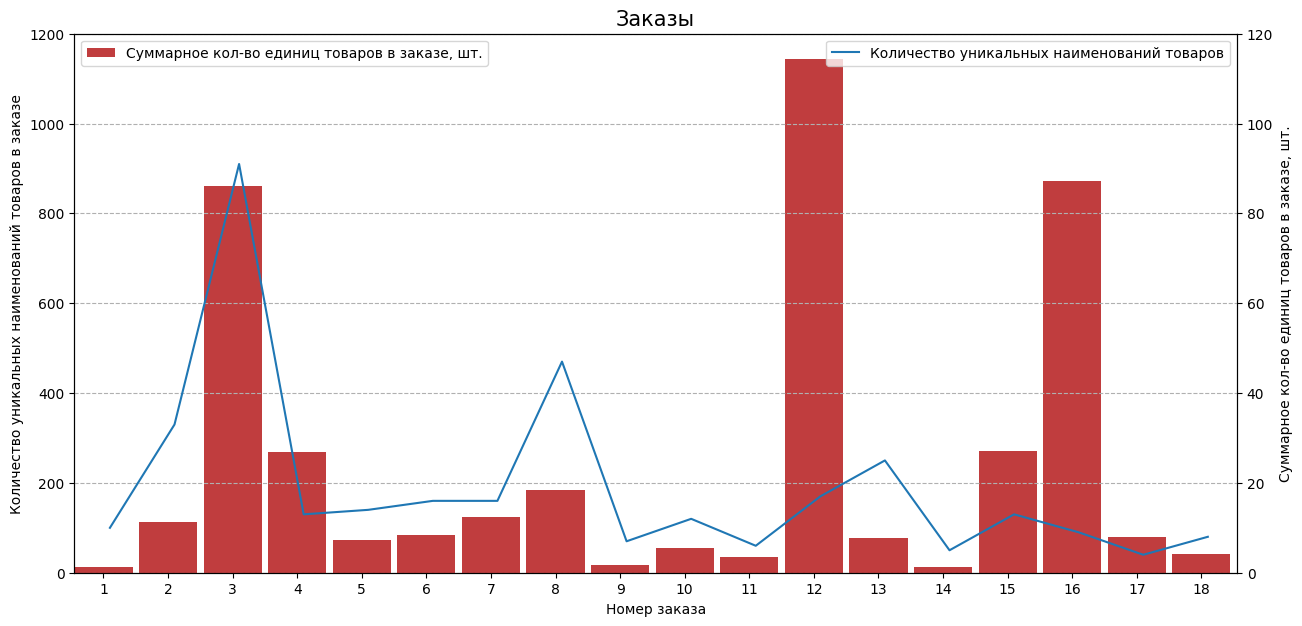 Заказы
Суммарное кол-во единиц товаров в заказе, шт.
Количество уникальных наименований товаров
Количество уникальных наименований товаров в заказе
1200
1000
800
600
400
200
0
120
100
80
60
40
20
0
Суммарное кол-во единиц товаров в заказе, шт.
1 2 3 4 5 6 7 8 9 10 11 12 13 14 15 16 17 18
Номер заказа